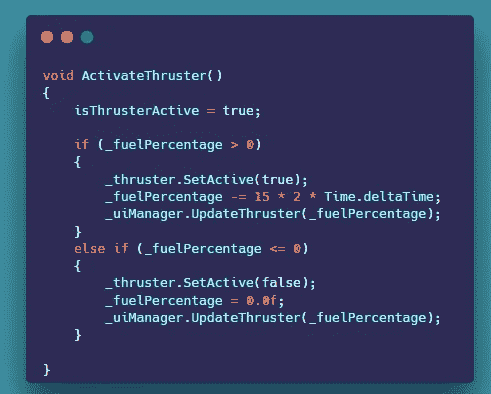 void ActivateThruster()
{
    isThrusterActive = true;

    if (_fuelPercentage > 0)
    {
        _thruster.SetActive(true);
        _fuelPercentage -= 15 * 2 * Time.deltaTime;
        _uiManager.UpdateThruster(_fuelPercentage);
    }
    else if (_fuelPercentage <= 0)
    {
        _thruster.SetActive(false);
        _fuelPercentage = 0.0f;
        _uiManager.UpdateThruster(_fuelPercentage);
    }

}